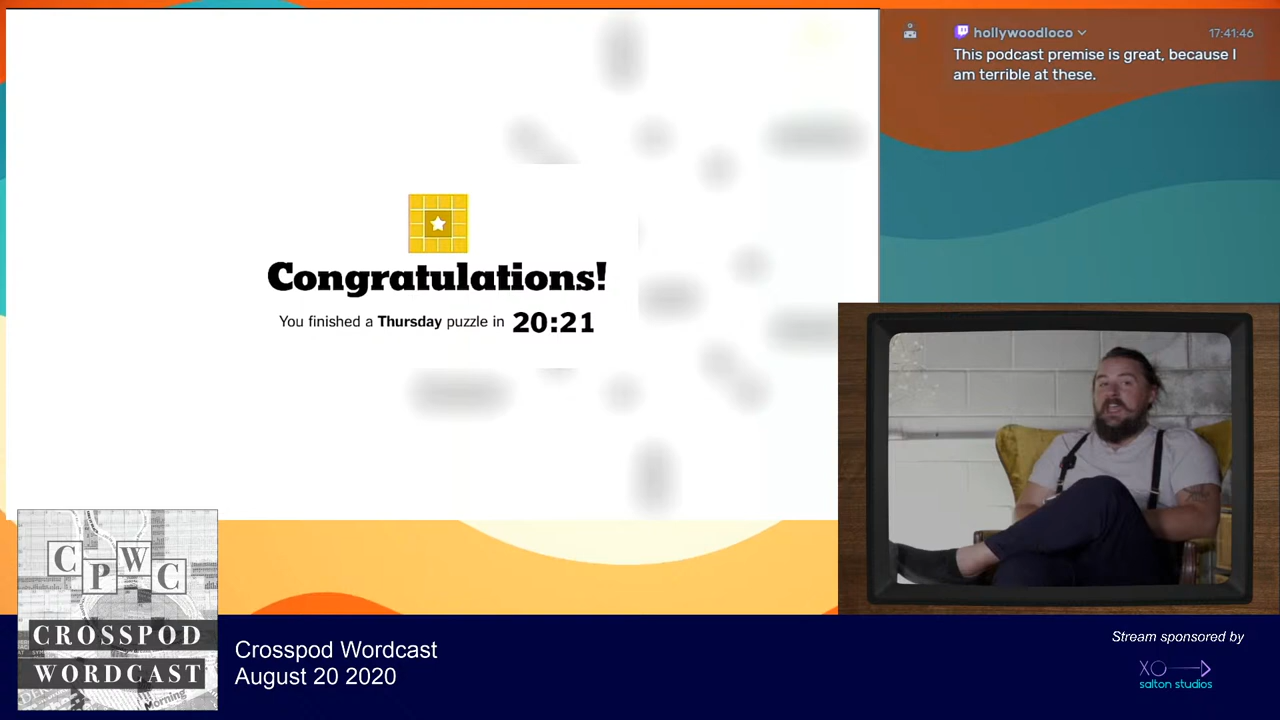 hollywoodloco
17:41:46
This podcast premise is great, because I
am terrible at these.
Congratulations!
You finished a Thursday puzzle in 20:21
C P W C
CROSSPOD
WORDCAST
Morning
Crosspod Wordcast
August 20 2020
Stream sponsored by
XO
salton studios